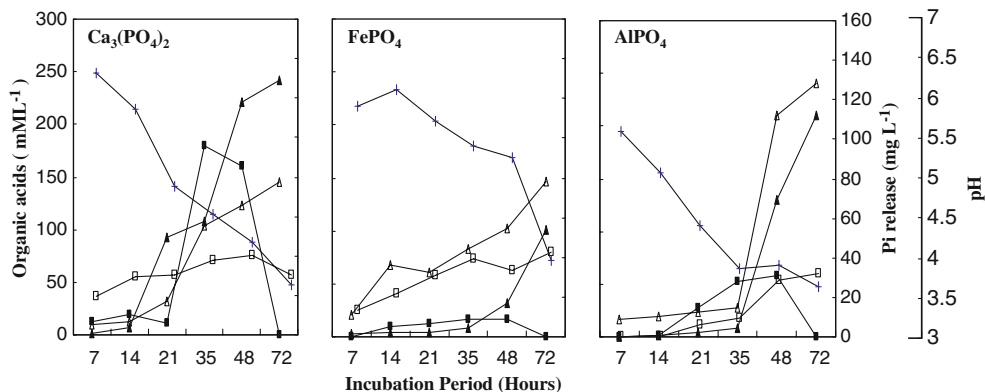 Ca3(PO4)2
FePO4
AlPO4
Organic acids ( mML-1)
300
250
200
150
100
50
0
7 14 21 35 48 72
7 14 21 35 48 72
7 14 21 35 48 72
Incubation Period (Hours)
160
140
120
100
80
60
40
20
10
0
Pi release (mg L-1)
7
6
5.5
5
4.5
4
3.5
3
pH